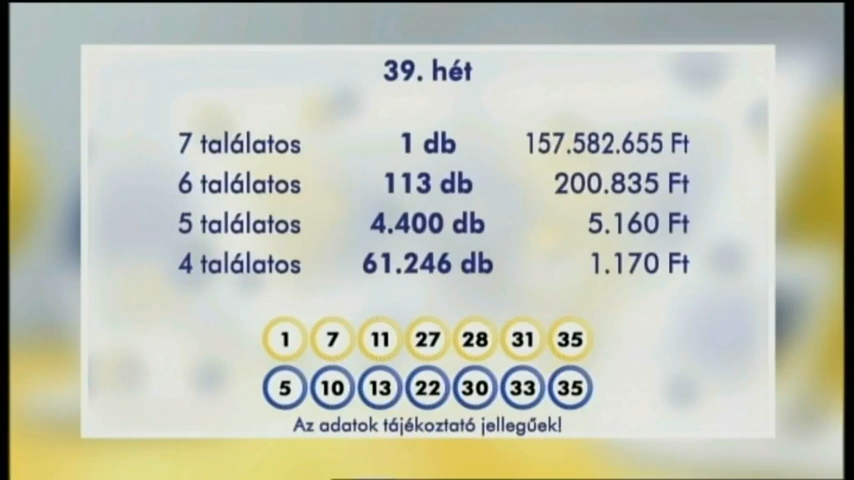 39. hét
7 találatos 1 db 157.582.655 Ft
6 találatos 113 db 200.835 Ft
5 találatos 4.400 db 5.160 Ft
4 találatos 61.246 db 1.170 Ft
1 7 11 27 28 31 35
5 10 13 22 30 33 35
Az adatok tájékoztató jellegűek!